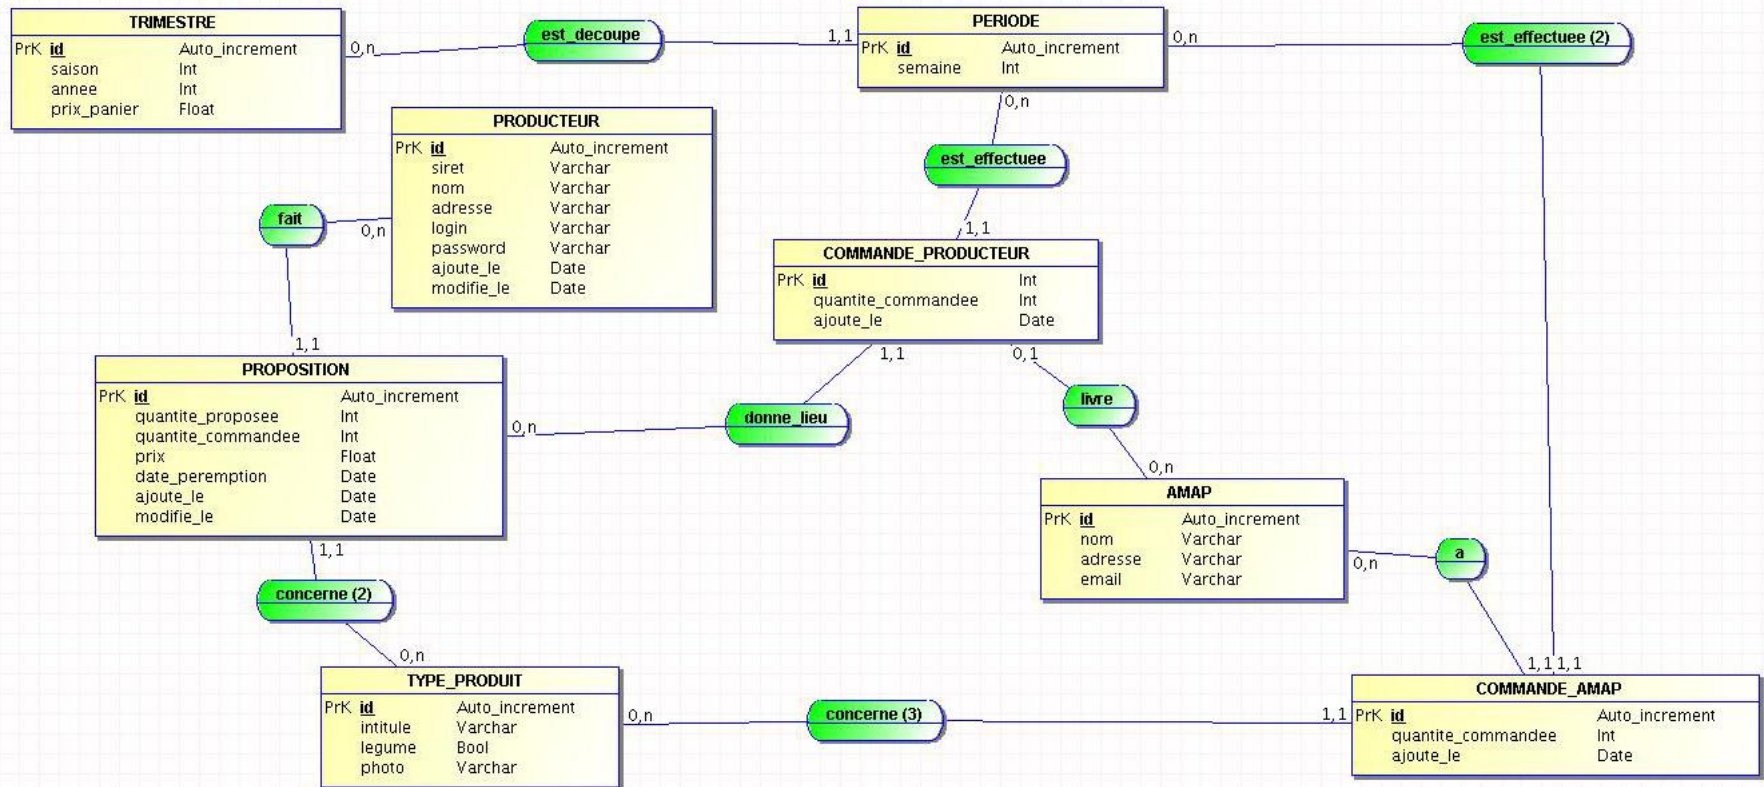 TRIMESTRE
PrK id Auto_increment
saison Int
annee Int
prix_panier Float
0,n
est_decoupe
1,1
PERIODE
PrK id Auto_increment
semaine Int
0,n
est_effectuee (2)
0,n
est_effectuee
1,1
PRODUCTEUR
PrK id Auto_increment
siret Varchar
nom Varchar
adresse Varchar
login Varchar
password Varchar
ajoute_le Date
modifie_le Date
fait
0,n
1,1
COMMANDE_PRODUCTEUR
PrK id Int
quantite_commandee Int
ajoute_le Date
1,1
0,1
PROPOSITION
PrK id Auto_increment
quantite_proposee Int
quantite_commandee Int
prix Float
date_peremption Date
ajoute_le Date
modifie_le Date
0,n
donne_lieu
livre
0,n
AMAP
PrK id Auto_increment
nom Varchar
adresse Varchar
email Varchar
0,n
a
1,1
concerne (2)
0,n
TYPE_PRODUIT
PrK id Auto_increment
intitule Varchar
legume Bool
photo Varchar
0,n
concerne (3)
1,1
1,1 1,1
COMMANDE_AMAP
PrK id Auto_increment
quantite_commandee Int
ajoute_le Date